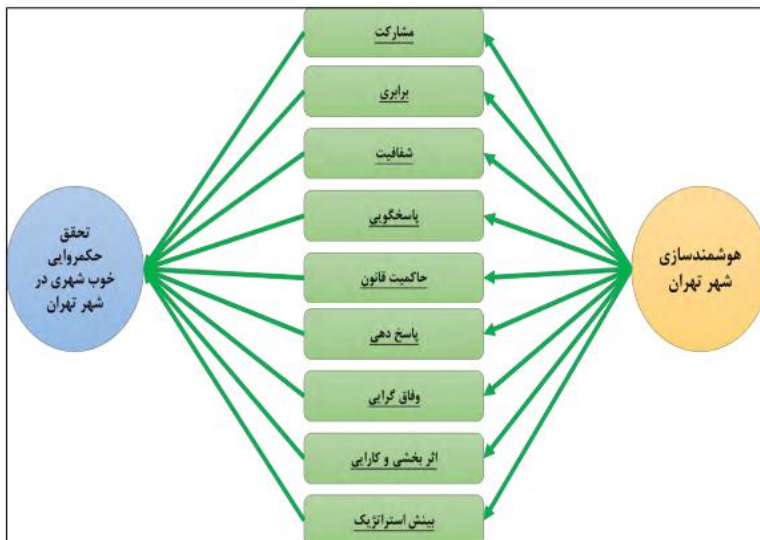 هوشمندسازی
شهر تهران
مشارکت
برابری
شفافیت
پاسخگویی
حاکمیت قانون
پاسخ دهی
وفاق گرایی
اثر بخشی و کارایی
بینش استراتژیک
تحقق
حکمروایی
خوب شهری در
شهر تهران